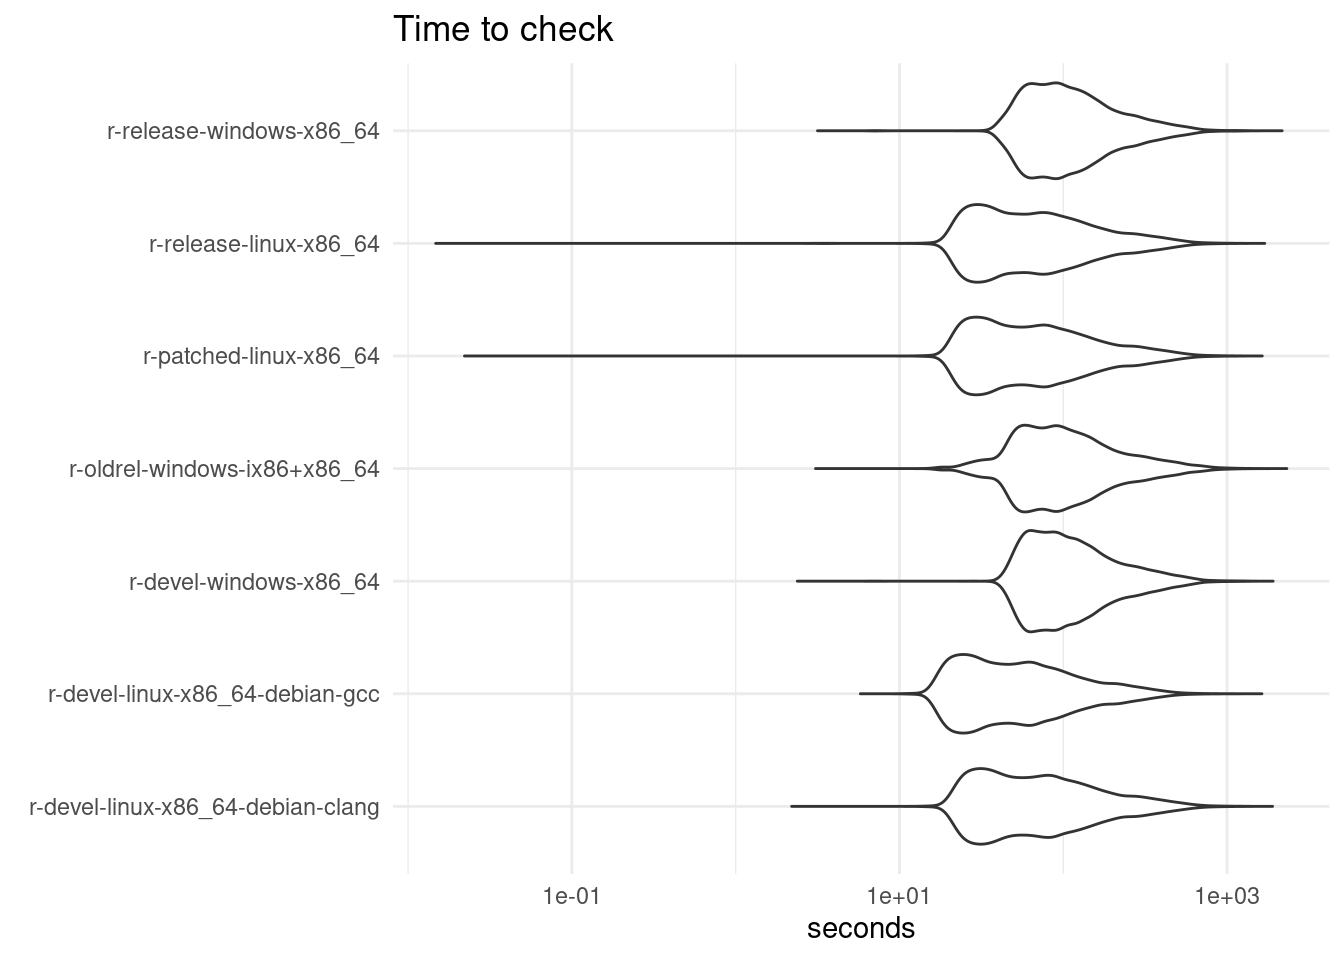 Time to check
r-release-windows-x86_64
r-release-linux-x86_64
r-patched-linux-x86_64
r-oldrel-windows-ix86+x86_64
r-devel-windows-x86_64
r-devel-linux-x86_64-debian-gcc
r-devel-linux-x86_64-debian-clang
1e-01 1e+01 1e+03
seconds